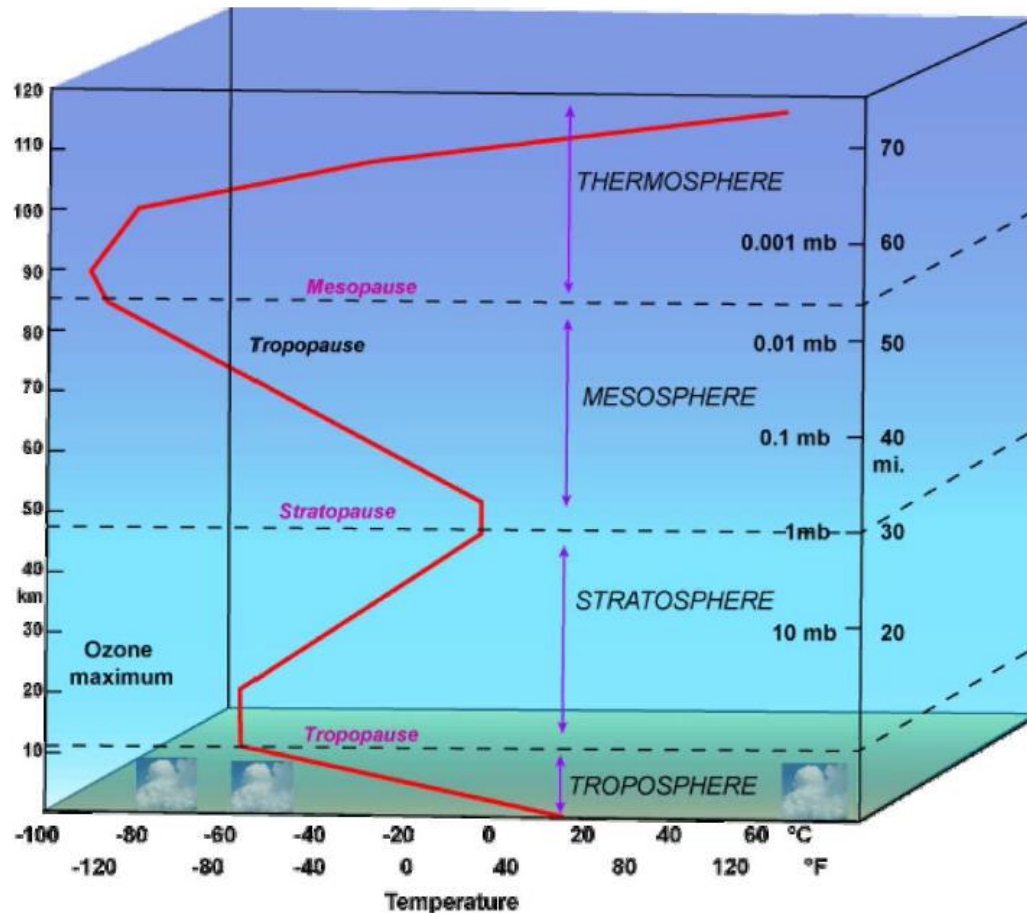 120
110
70
THERMOSPHERE
100
0.001 mb
60
90
Mesopause
80
Tropopause
0.01 mb
50
70
MESOSPHERE
60
0.1 mb
40
mi.
50
Stratopause
1mb
30
40
km
STRATOSPHERE
30
10 mb
20
Ozone
maximum
20
Tropopause
10
TROPOSPHERE
-100 -80 -60 -40 -20 0 20 40 60 °C
-120 -80 -40 0 40 80 120 °F
Temperature